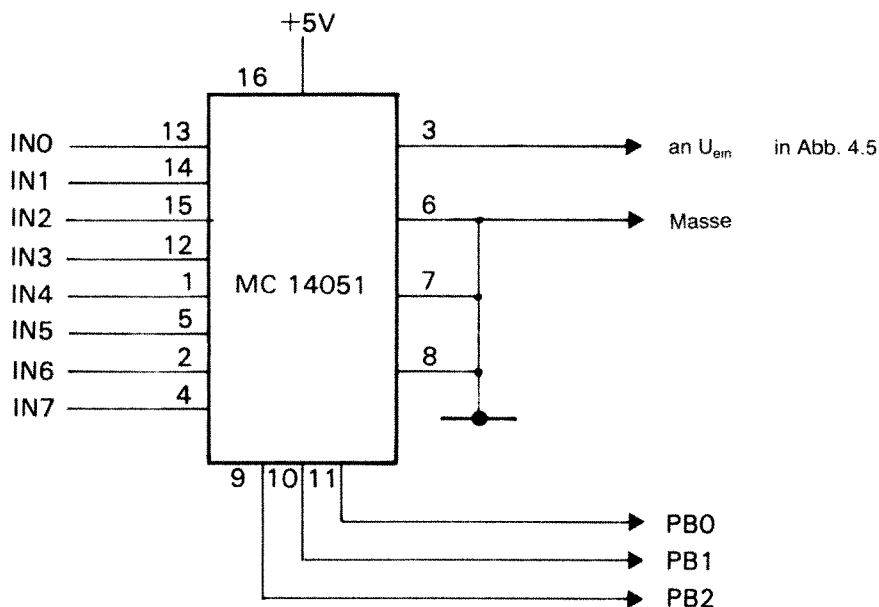 +5V
16
IN0 13
IN1 14
IN2 15
IN3 12
IN4 1
IN5 5
IN6 2
IN7 4
MC 14051
3 an Uein in Abb. 4.5
6 Masse
7
8
9 10 11
PB0
PB1
PB2